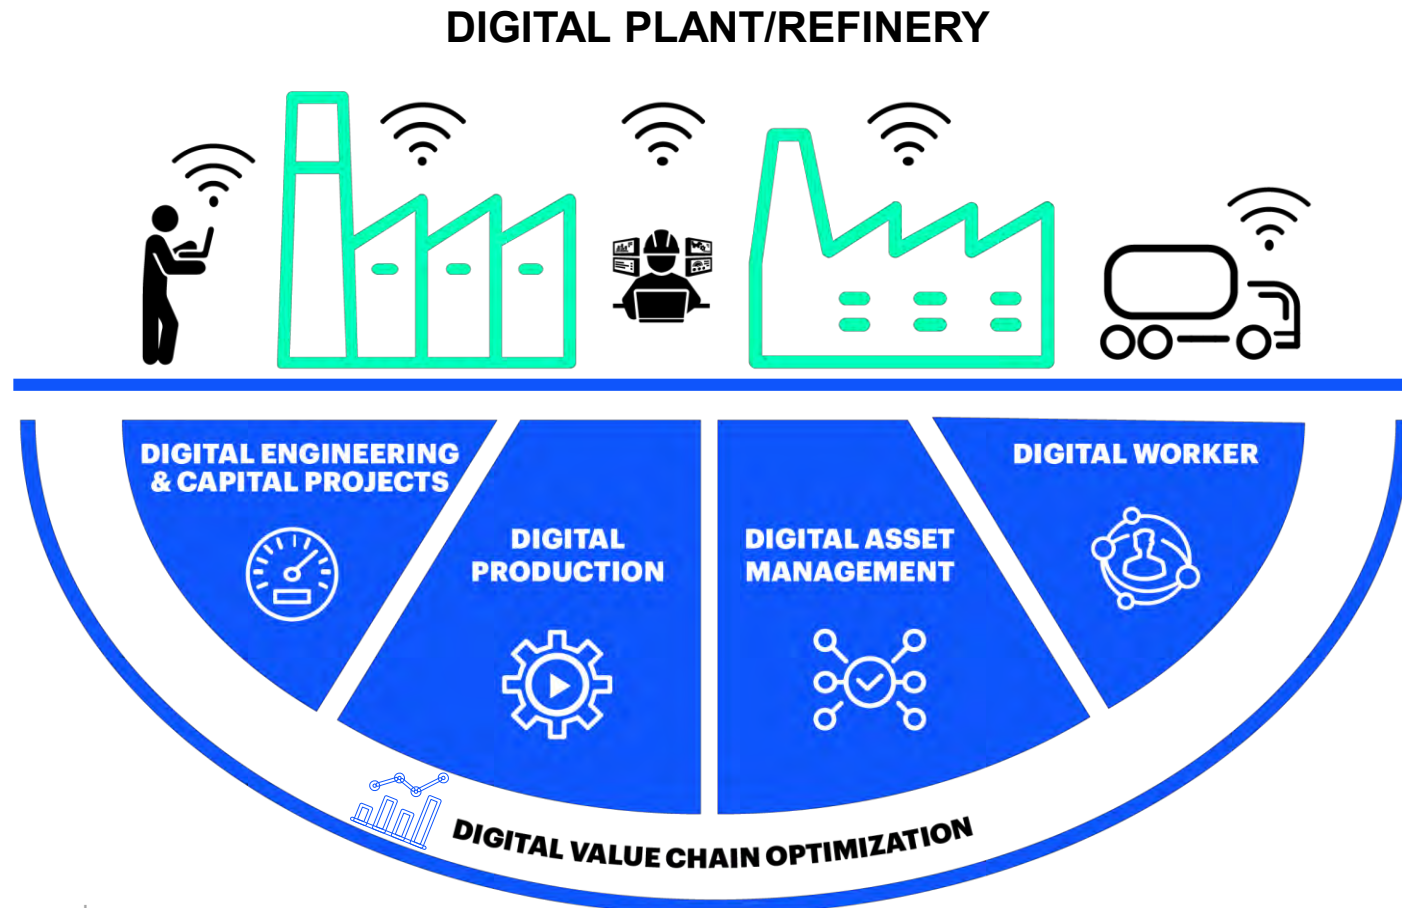 DIGITAL PLANT/REFINERY
DIGITAL ENGINEERING
& CAPITAL PROJECTS
DIGITAL
PRODUCTION
DIGITAL ASSET
MANAGEMENT
DIGITAL WORKER
DIGITAL VALUE CHAIN OPTIMIZATION